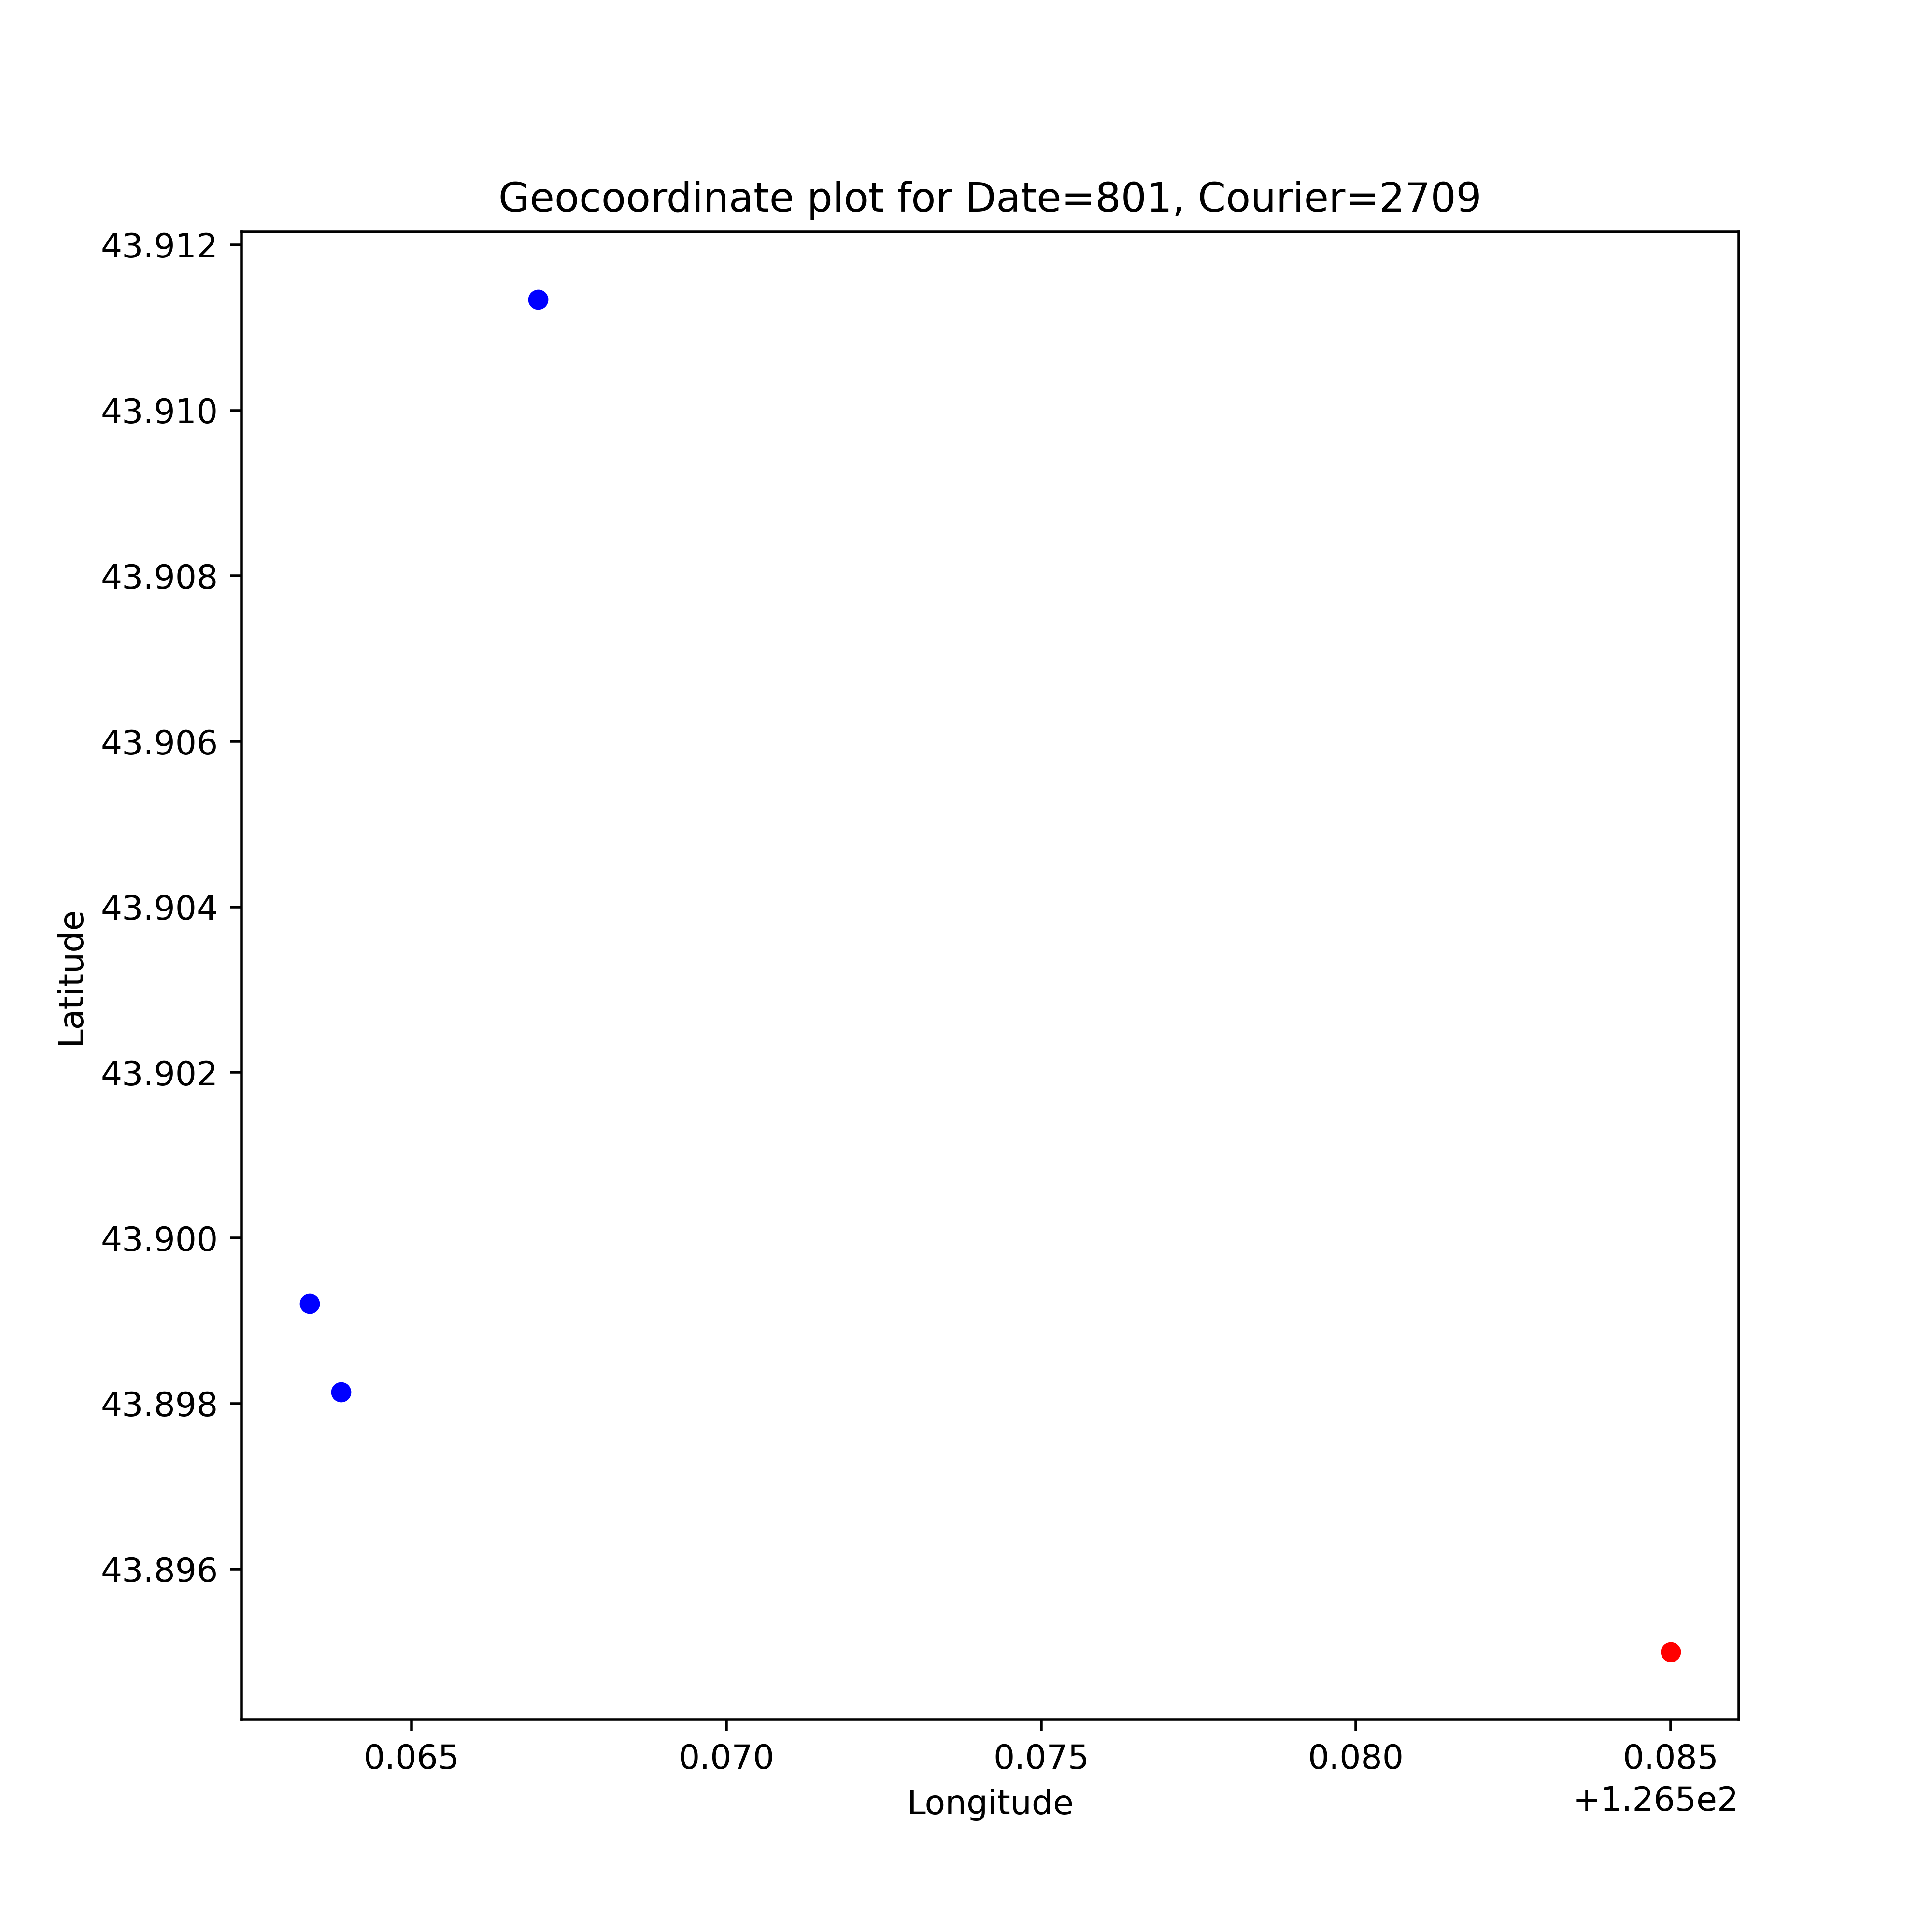 Geocoordinate plot for Date=801, Courier=2709
43.912
43.910
43.908
43.906
43.904
43.902
43.900
43.898
43.896
Latitude
0.065 0.070 0.075 0.080 0.085
+1.265e2
Longitude